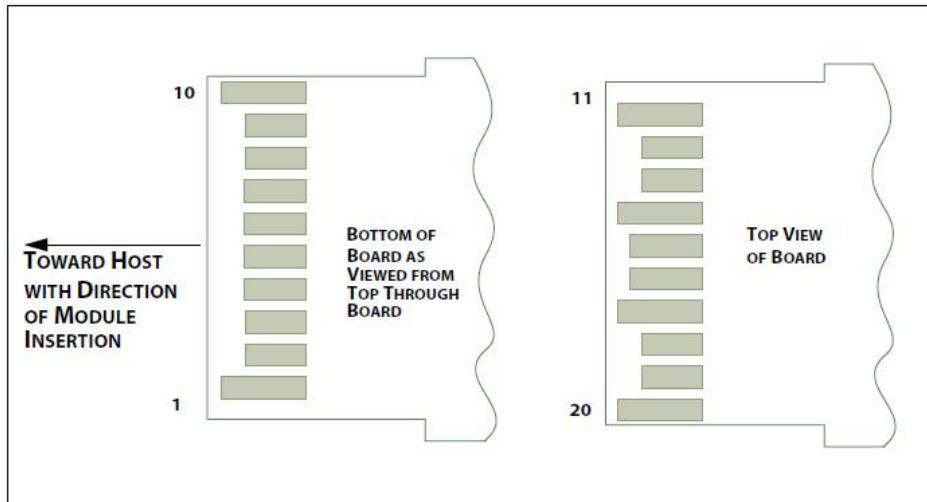 10
TOWARD HOST
WITH DIRECTION
OF MODULE
INSERTION
1
BOTTOM OF
BOARD AS
VIEWED FROM
TOP THROUGH
BOARD
11
TOP VIEW
OF BOARD
20